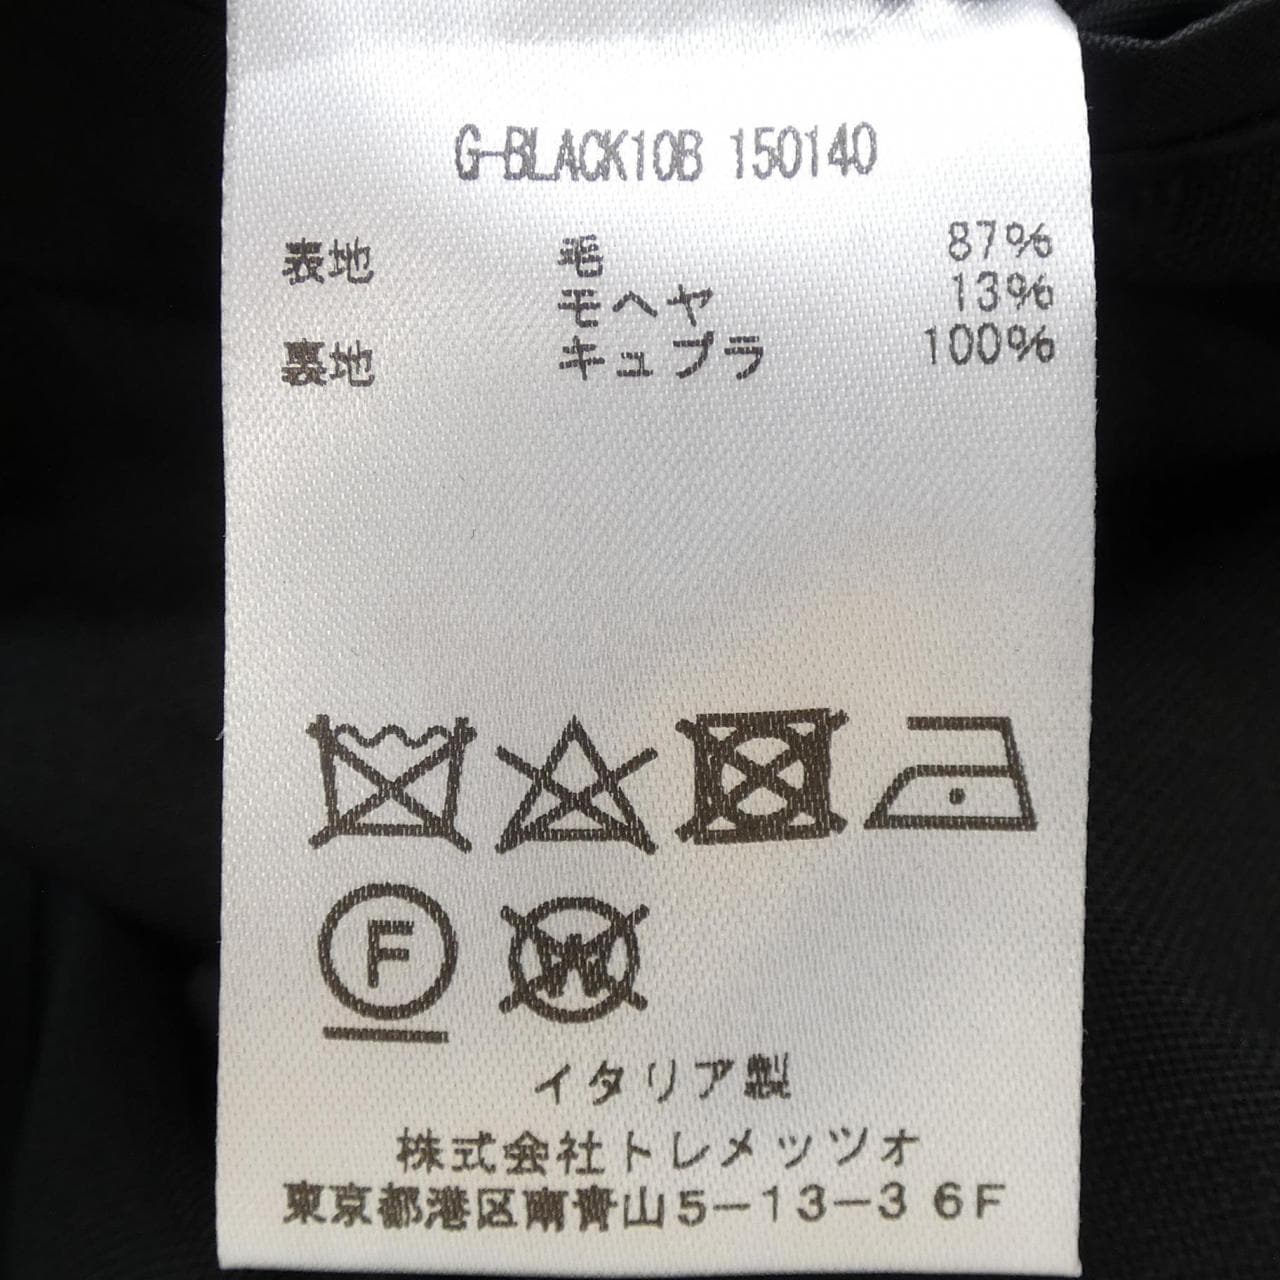 G-BLACK10B 150140
表地 毛 87%
モヘヤ 13%
裏地 キュプラ 100%
F
W
イタリア製
株式会社トレメッツォ
東京都港区南青山5-13-3 6F